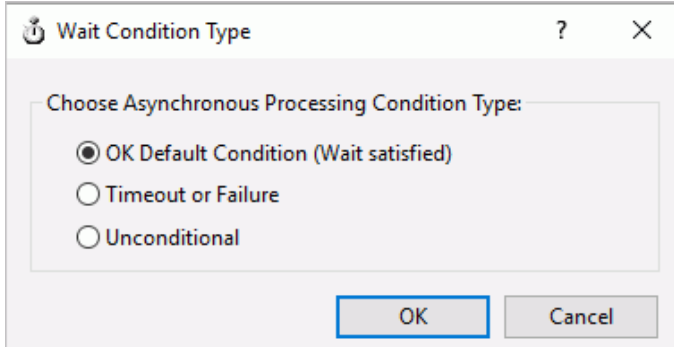 Wait Condition Type
?
Choose Asynchronous Processing Condition Type:
OK Default Condition (Wait satisfied)
Timeout or Failure
Unconditional
OK Cancel